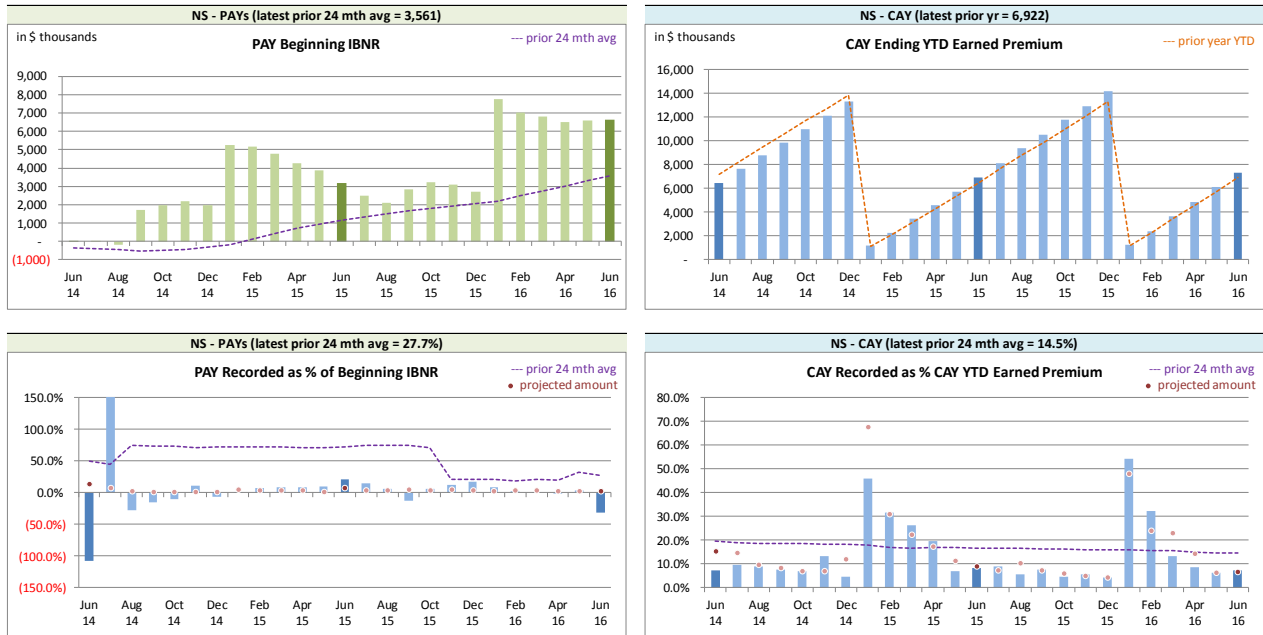 NS - PAYs (latest prior 24 mth avg = 3,561)
in $ thousands
PAY Beginning IBNR
--- prior 24 mth avg
9,000
8,000
7,000
6,000
5,000
4,000
3,000
2,000
1,000
-
(1,000)
Jun Aug Oct Dec Feb Apr Jun Aug Oct Dec Feb Apr Jun
14 14 14 14 15 15 15 15 15 15 16 16 16
NS - CAY (latest prior yr = 6,922)
in $ thousands
CAY Ending YTD Earned Premium
--- prior year YTD
16,000
14,000
12,000
10,000
8,000
6,000
4,000
2,000
-
Jun Aug Oct Dec Feb Apr Jun Aug Oct Dec Feb Apr Jun
14 14 14 14 15 15 15 15 15 15 16 16 16
NS - PAYs (latest prior 24 mth avg = 27.7%)
PAY Recorded as % of Beginning IBNR
--- prior 24 mth avg
• projected amount
150.0%
100.0%
50.0%
0.0%
(50.0%)
(100.0%)
(150.0%)
Jun Aug Oct Dec Feb Apr Jun Aug Oct Dec Feb Apr Jun
14 14 14 14 15 15 15 15 15 15 16 16 16
NS - CAY (latest prior 24 mth avg = 14.5%)
CAY Recorded as % CAY YTD Earned Premium
--- prior 24 mth avg
• projected amount
80.0%
70.0%
60.0%
50.0%
40.0%
30.0%
20.0%
10.0%
0.0%
Jun Aug Oct Dec Feb Apr Jun Aug Oct Dec Feb Apr Jun
14 14 14 14 15 15 15 15 15 15 16 16 16